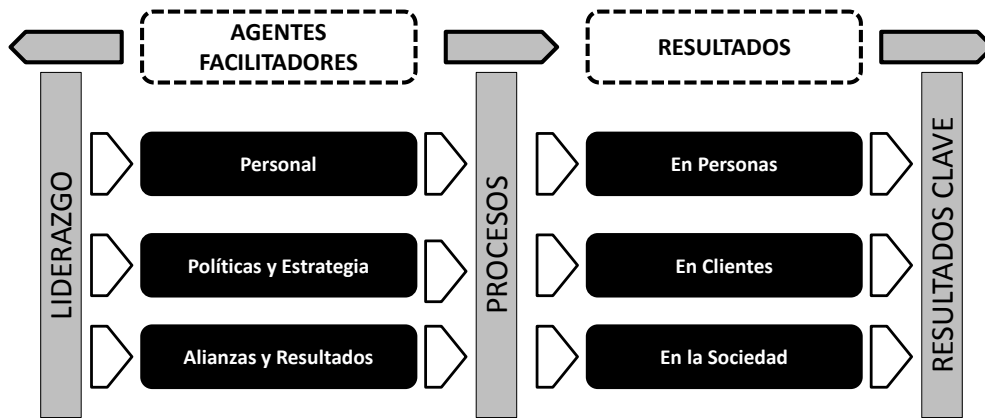 AGENTES
FACILITADORES
RESULTADOS
LIDERAZGO
Personal
Políticas y Estrategia
Alianzas y Resultados
PROCESOS
En Personas
En Clientes
En la Sociedad
RESULTADOS CLAVE